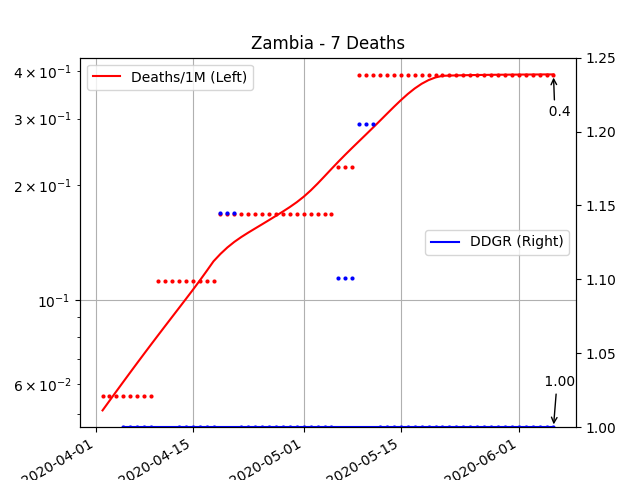 Zambia - 7 Deaths
4 × 10⁻¹
3 × 10⁻¹
2 × 10⁻¹
10⁻¹
6 × 10⁻²
Deaths/1M (Left)
DDGR (Right)
0.4
1.00
1.25
1.20
1.15
1.10
1.05
1.00
2020-04-01
2020-04-15
2020-05-01
2020-05-15
2020-06-01